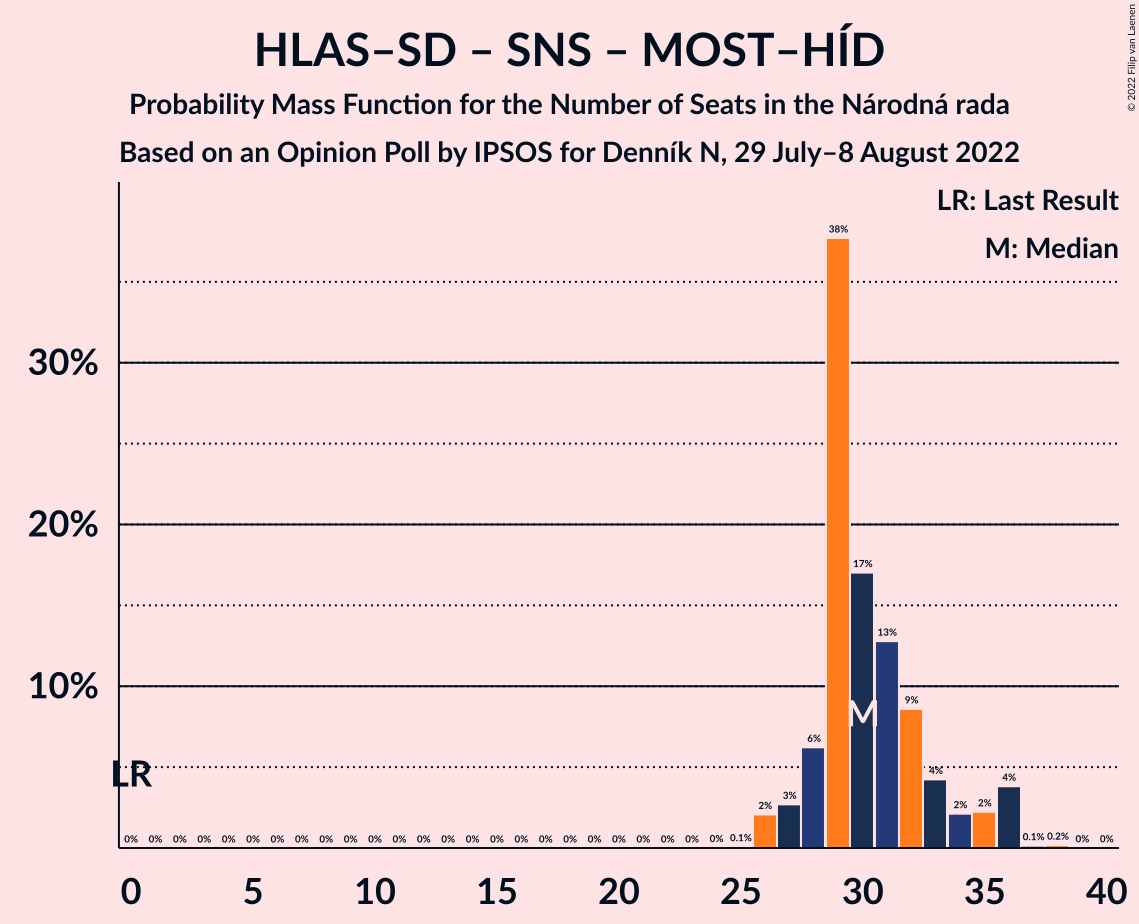 HLAS–SD – SNS – MOST–HÍD
Probability Mass Function for the Number of Seats in the Národná rada
Based on an Opinion Poll by IPSOS for Denník N, 29 July–8 August 2022
© 2022 Filip van Laenen
LR: Last Result
M: Median
38%
30%
20%
17%
13%
10%
9%
M
6%
LR
4%
4%
3%
2%
2%
2%
0% 0% 0% 0% 0% 0% 0% 0% 0% 0% 0% 0% 0% 0% 0% 0% 0% 0% 0% 0% 0% 0% 0% 0% 0% 0.1% 0.1% 0.2% 0% 0%
0 5 10 15 20 25 30 35 40